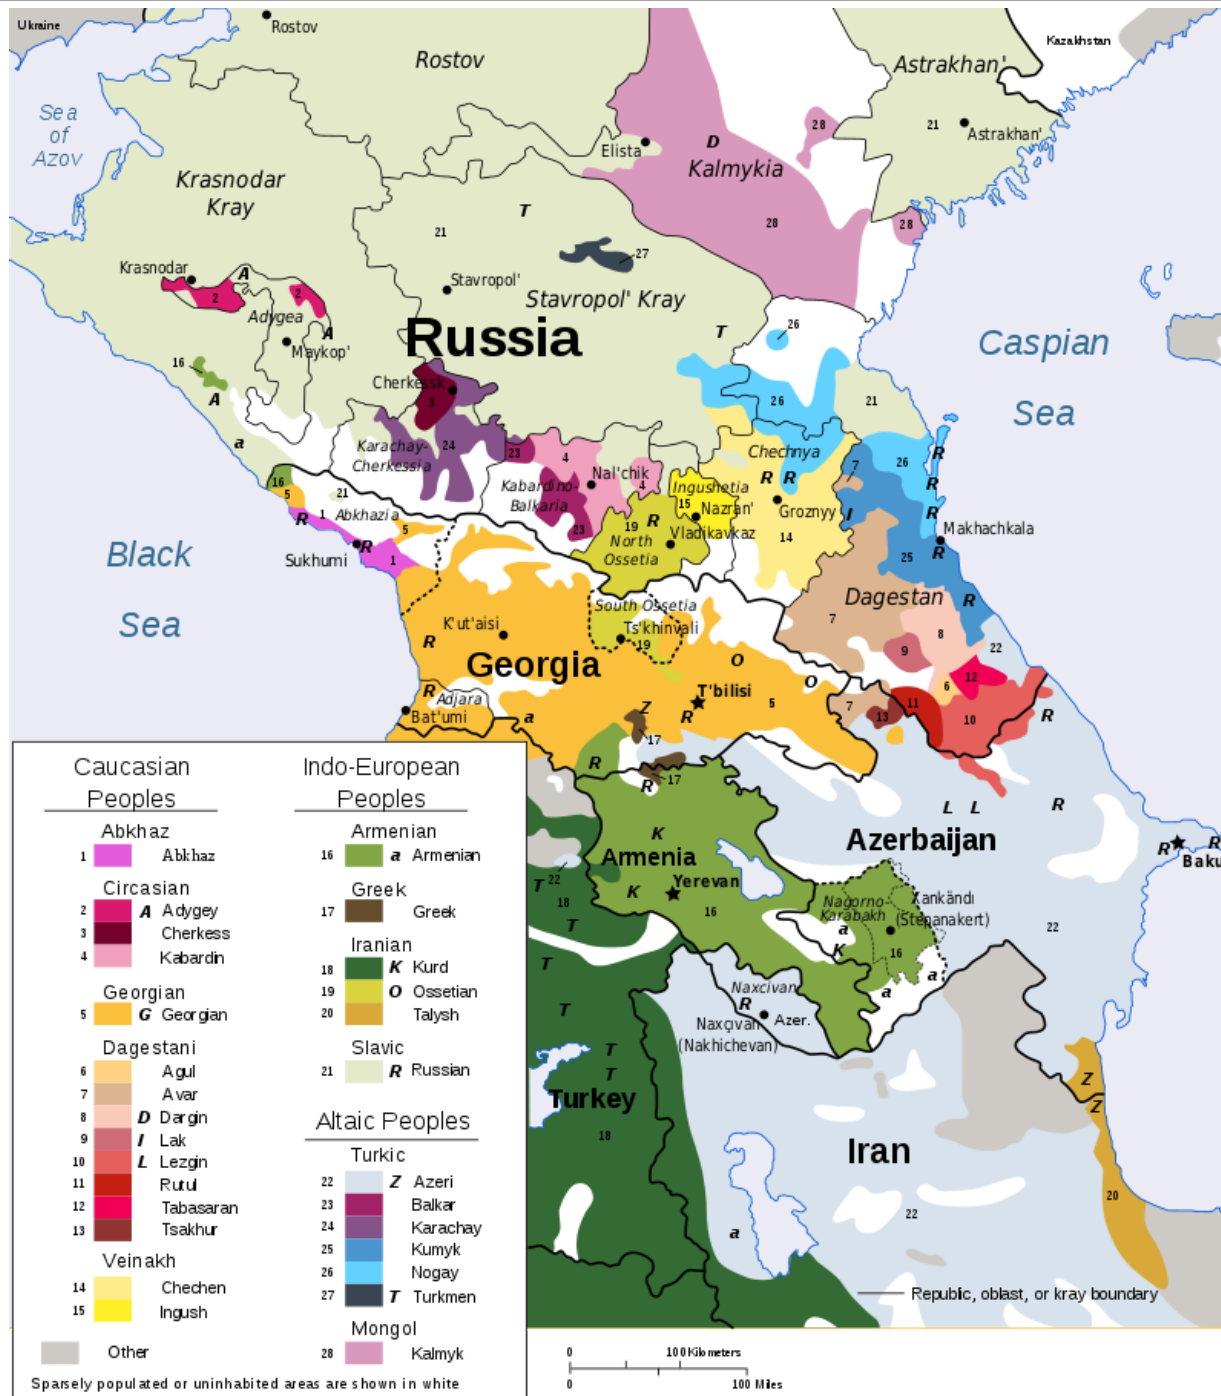 Ukraine
Rostov
Rostov
Kazakhstan
Astrakhan'
21
Astrakhan'
Sea
of
Azov
28
D
Elista
Kalmykia
Krasnodar
Kray
T
21
28
28
27
Krasnodar
A
2
2
Stavropol'
Stavropol' Kray
Adygea
A
Russia
T
26
Caspian
Sea
Maykop'
16
A
Cherkessk
3
26
21
a
Karachay-
Cherkessia
24
23
4
Chechnya
7
26
R
16
5
21
Kabardino-
Balkaria
Nal'chik
4
Ingushetia
R R
R
R
1
Abkhazia
5
15
Nazran'
Groznyy
I
R
23
19
R
Vladikavkaz
14
Makhachkala
Black
Sea
Sukhumi
R
1
North
Ossetia
25
R
South Ossetia
Dagestan
R
K'ut'aisi
Ts'khinvali
7
8
R
19
9
22
Georgia
O
O
12
6
R
Adjara
T'bilisi
5
7
13
11
10
R
Bat'umi
a
Z
R
17
R
17
R
L L
R
K
Armenia
Azerbaijan
R
R
Baku
T
22
18
K
Yerevan
Nagorno-
Karabakh
Xankändi
(Stepanakert)
T
16
a
K
16
22
T
a
a
Naxcivan
R
T
Naxçıvan
(Nakhichevan)
Azer.
T
T
Z
Z
Turkey
18
Iran
20
22
a
Republic, oblast, or kray boundary
Caucasian
Peoples
Abkhaz
1 Abkhaz
Circasian
2 A Adygey
3 Cherkess
4 Kabardin
Georgian
5 G Georgian
Dagestani
6 Agul
7 Avar
8 D Dargin
9 I Lak
10 L Lezgin
11 Rutul
12 Tabasaran
13 Tsakhur
Veinakh
14 Chechen
15 Ingush
Other
Indo-European
Peoples
Armenian
16 a Armenian
Greek
17 Greek
Iranian
18 K Kurd
19 O Ossetian
20 Talysh
Slavic
21 R Russian
Altaic Peoples
Turkic
22 Z Azeri
23 Balkar
24 Karachay
25 Kumyk
26 Nogay
27 T Turkmen
Mongol
28 Kalmyk
Sparsely populated or uninhabited areas are shown in white
0 100 Kilometers
0 100 Miles